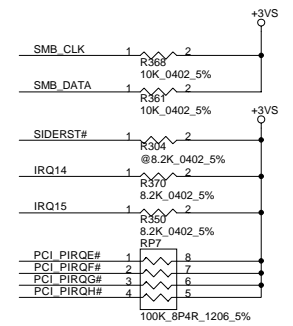 +3VS
SMB_CLK 1 2
R368
10K_0402_5%
SMB_DATA 1 2
R361
10K_0402_5%
+3VS
SIDERST# 1 2
R304
@8.2K_0402_5%
IRQ14 1 2
R370
8.2K_0402_5%
IRQ15 1 2
R350
8.2K_0402_5%
RP7
PCI_PIRQE# 1 8
PCI_PIRQF# 2 7
PCI_PIRQG# 3 6
PCI_PIRQH# 4 5
100K_8P4R_1206_5%